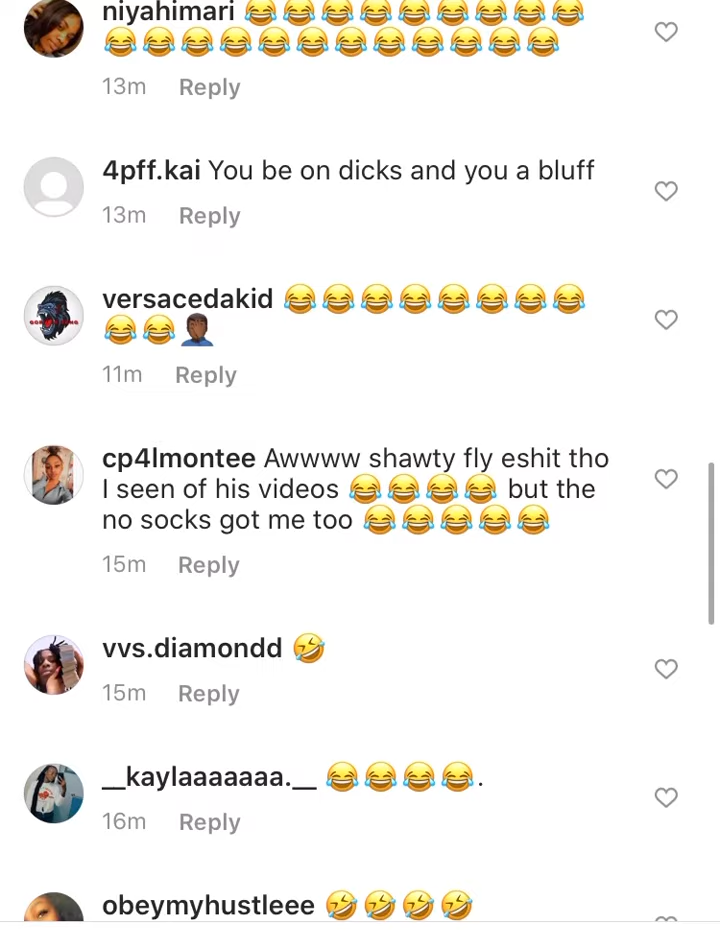 niyahimari 😂😂😂😂😂😂😂😂😂
😂😂😂😂😂😂😂😂😂😂😂😂
13m Reply
4pff.kai You be on dicks and you a bluff
13m Reply
versacedakid 😂😂😂😂😂😂😂😂
😂😂🤦🏾‍♂️
11m Reply
cp4lmontee Awwww shawty fly eshit tho
I seen of his videos 😂😂😂😂 but the
no socks got me too 😂😂😂😂😂
15m Reply
vvs.diamondd 🤣
15m Reply
__kaylaaaaaaa.__ 😂😂😂😂.
16m Reply
obeymyhustleee 🤣🤣🤣🤣